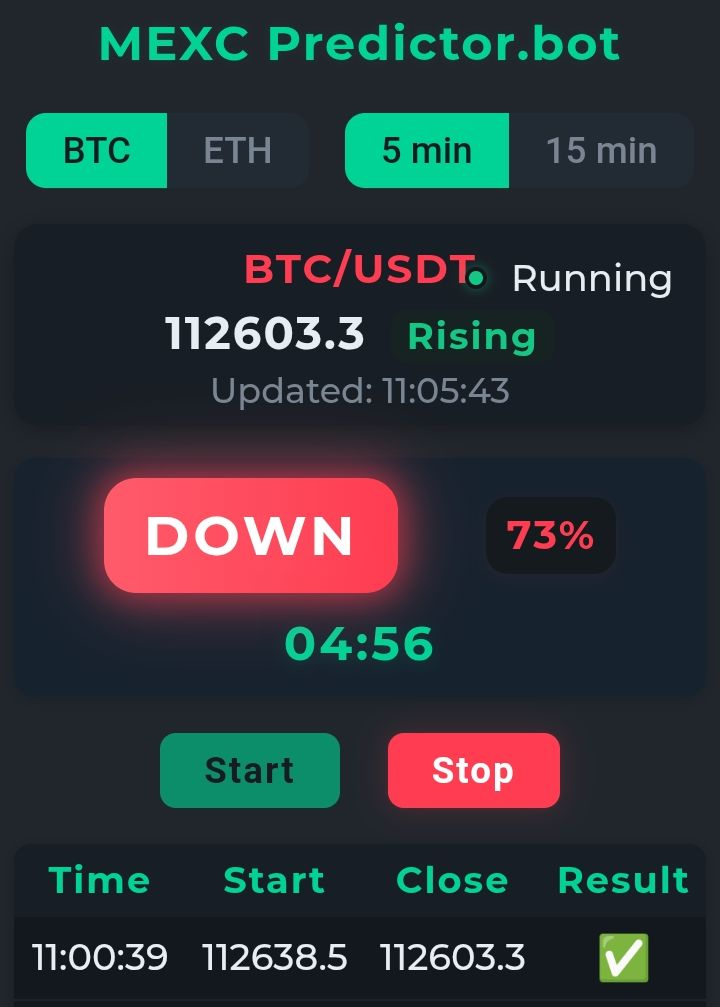 MEXC Predictor.bot
BTC ETH 5 min 15 min
BTC/USDT Running
112603.3 Rising
Updated: 11:05:43
DOWN 73%
04:56
Start Stop
Time Start Close Result
11:00:39 112638.5 112603.3 ✅